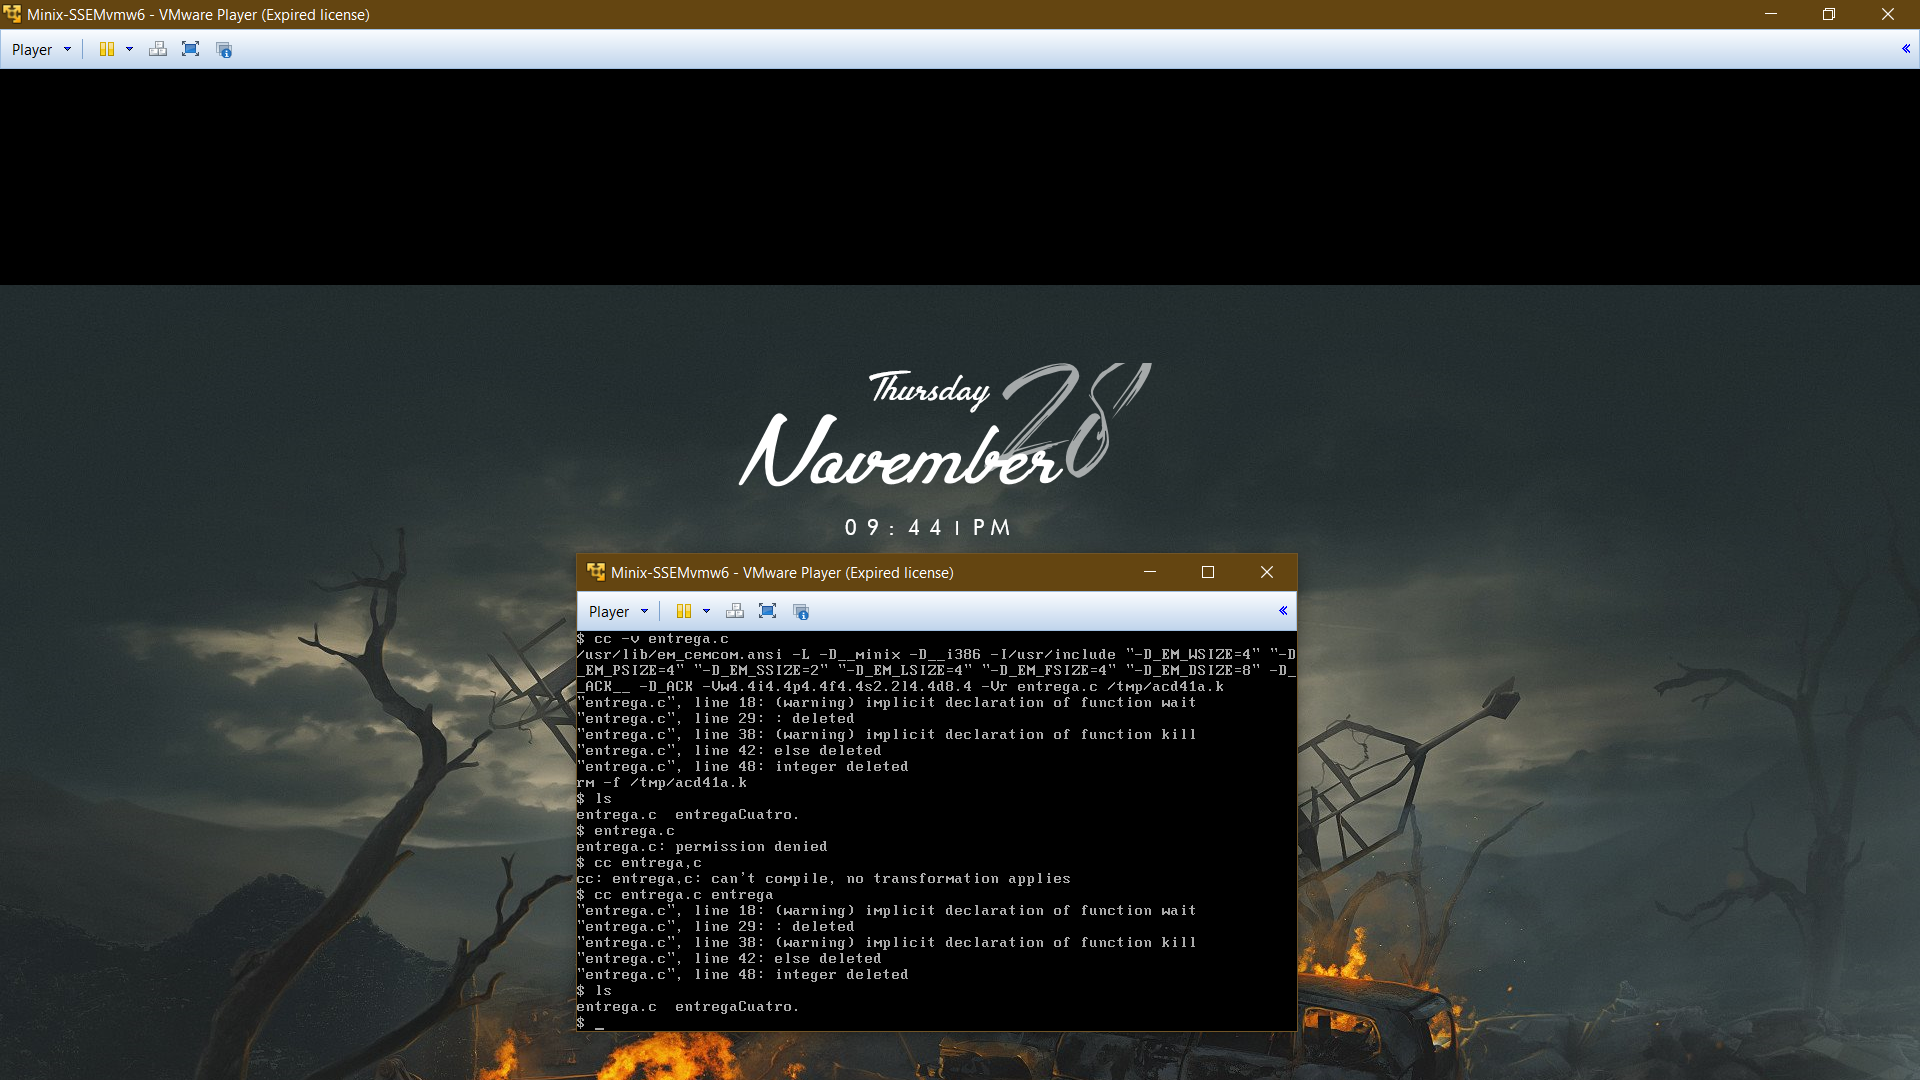 Minix-SSEMvmw6 - VMware Player (Expired license)
Player
Thursday 28
November
09:44|PM
Minix-SSEMvmw6 - VMware Player (Expired license)
Player
$ cc -v entrega.c
/usr/lib/em_cemcom.ansi -L -D__minix -D__i386 -I/usr/include "-D_EM_WSIZE=4" "-D
_EM_PSIZE=4" "-D_EM_SSIZE=2" "-D_EM_LSIZE=4" "-D_EM_FSIZE=4" "-D_EM_DSIZE=8" -D_
_ACK__ -D_ACK -Vw4.4i4.4p4.4f4.4s2.2l4.4d8.4 -Vr entrega.c /tmp/acd41a.k
"entrega.c", line 18: (warning) implicit declaration of function wait
"entrega.c", line 29: : deleted
"entrega.c", line 38: (warning) implicit declaration of function kill
"entrega.c", line 42: else deleted
"entrega.c", line 48: integer deleted
rm -f /tmp/acd41a.k
$ ls
entrega.c  entregaCuatro.
$ entrega.c
entrega.c: permission denied
$ cc entrega,c
cc: entrega,c: can't compile, no transformation applies
$ cc entrega.c entrega
"entrega.c", line 18: (warning) implicit declaration of function wait
"entrega.c", line 29: : deleted
"entrega.c", line 38: (warning) implicit declaration of function kill
"entrega.c", line 42: else deleted
"entrega.c", line 48: integer deleted
$ ls
entrega.c  entregaCuatro.
$ _